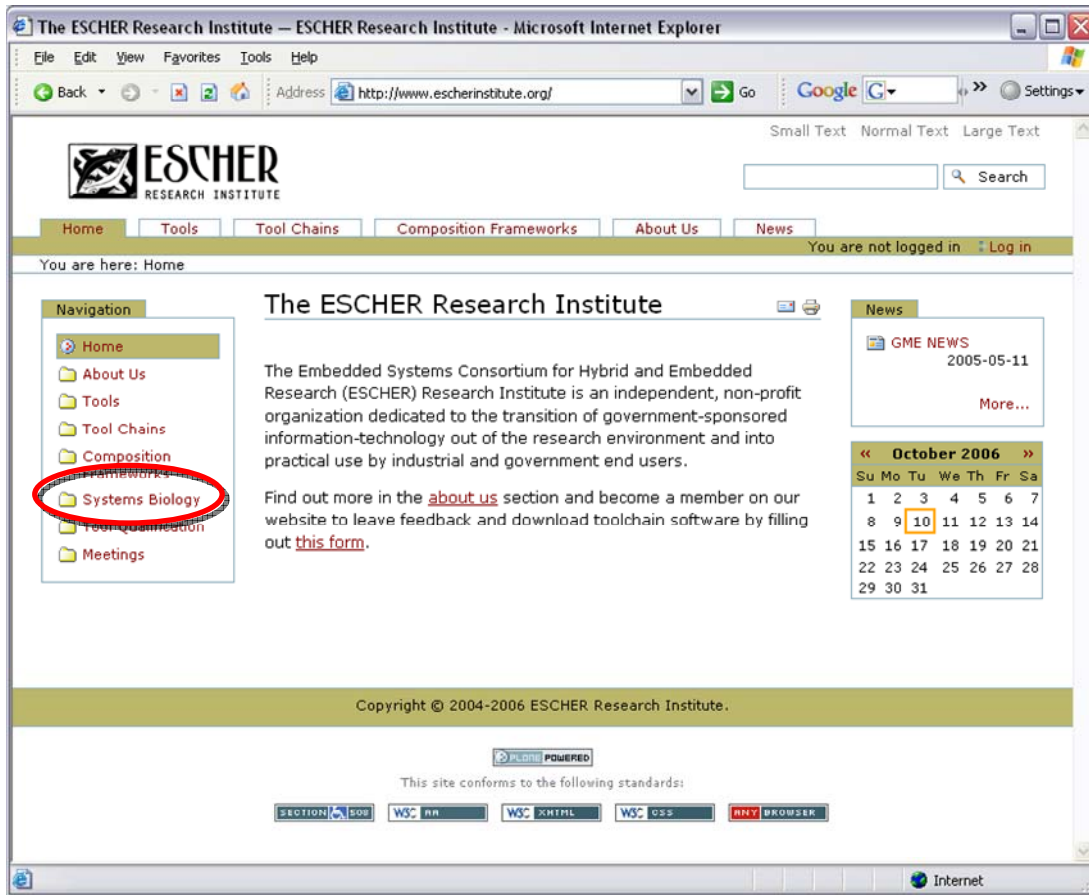 The ESCHER Research Institute — ESCHER Research Institute - Microsoft Internet Explorer
File Edit View Favorites Tools Help
Back Address http://www.escherinstitute.org/ Go Google G Settings
Small Text Normal Text Large Text
ESCHER
RESEARCH INSTITUTE
Search
Home Tools Tool Chains Composition Frameworks About Us News
You are not logged in Log in
You are here: Home
Navigation
Home
About Us
Tools
Tool Chains
Composition
Frameworks
Systems Biology
Tool Qualification
Meetings
The ESCHER Research Institute
The Embedded Systems Consortium for Hybrid and Embedded
Research (ESCHER) Research Institute is an independent, non-profit
organization dedicated to the transition of government-sponsored
information-technology out of the research environment and into
practical use by industrial and government end users.
Find out more in the about us section and become a member on our
website to leave feedback and download toolchain software by filling
out this form.
News
GME NEWS
2005-05-11
More...
« October 2006 »
Su Mo Tu We Th Fr Sa
1 2 3 4 5 6 7
8 9 10 11 12 13 14
15 16 17 18 19 20 21
22 23 24 25 26 27 28
29 30 31
Copyright © 2004-2006 ESCHER Research Institute.
PLONE POWERED
This site conforms to the following standards:
SECTION 508 W3C AA W3C XHTML W3C CSS ANY BROWSER
Internet